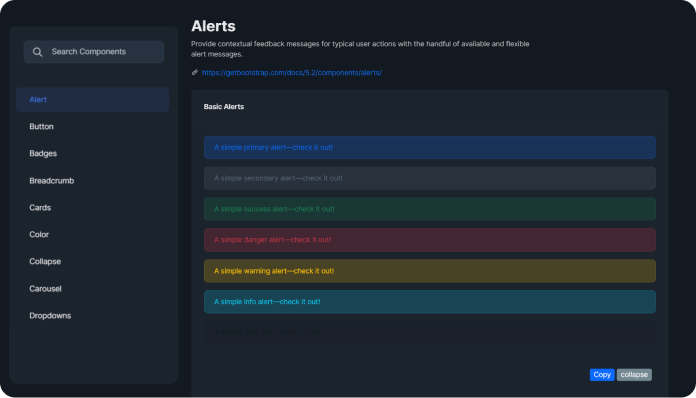 Alerts
Provide contextual feedback messages for typical user actions with the handful of available and flexible
alert messages.
https://getbootstrap.com/docs/5.2/components/alerts/
Search Components
Alert
Button
Badges
Breadcrumb
Cards
Color
Collapse
Carousel
Dropdowns
Basic Alerts
A simple primary alert—check it out!
A simple secondary alert—check it out!
A simple success alert—check it out!
A simple danger alert—check it out!
A simple warning alert—check it out!
A simple info alert—check it out!
Copy
collapse